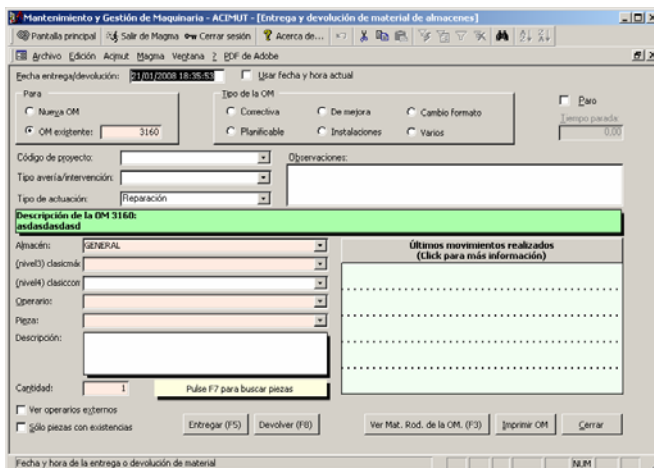 Mantenimiento y Gestión de Maquinaria - ACIMUT - [Entrega y devolución de material de almacenes]
Pantalla principal Salir de Magma Cerrar sesión Acerca de...
Archivo Edición Acimut Magma Ventana ? PDF de Adobe
Fecha entrega/devolución: 21/01/2008 18:35:53 Usar fecha y hora actual
Para Tipo de la OM
Nueva OM Correctiva De mejora Cambio formato Paro
OM existente: 3160 Planificable Instalaciones Varios Tiempo parada:
0,00
Código de proyecto: Observaciones:
Tipo avería/intervención:
Tipo de actuación: Reparación
Descripción de la OM 3160:
asdasdasdasd
Almacén: GENERAL Últimos movimientos realizados
(Click para más información)
(nivel3) clasicmác
(nivel4) clasiccon
Operario:
Pieza:
Descripción:
Cantidad: 1 Pulse F7 para buscar piezas
Ver operarios externos
Sólo piezas con existencias Entregar (F5) Devolver (F8) Ver Mat. Rod. de la OM. (F3) Imprimir OM Cerrar
Fecha y hora de la entrega o devolución de material NUM